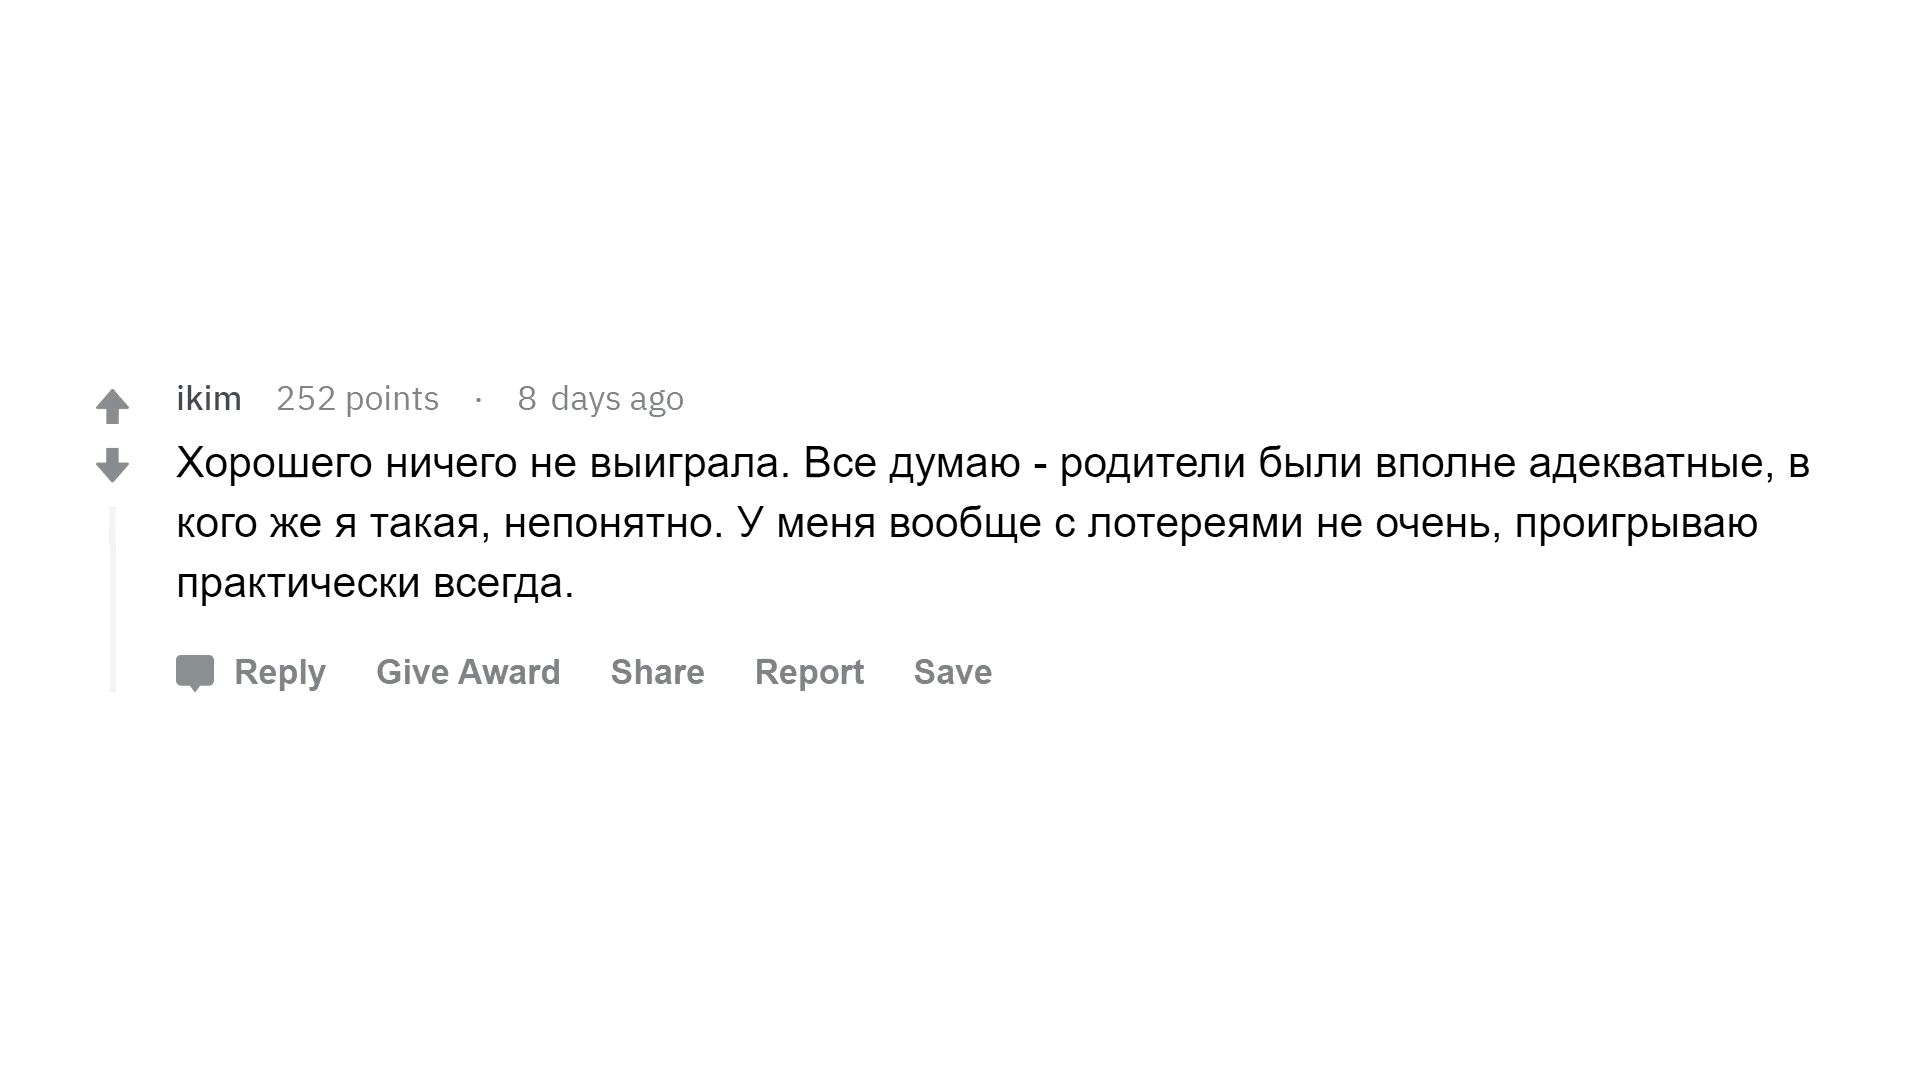 ikim 252 points · 8 days ago
Хорошего ничего не выиграла. Все думаю - родители были вполне адекватные, в
кого же я такая, непонятно. У меня вообще с лотереями не очень, проигрываю
практически всегда.
Reply Give Award Share Report Save